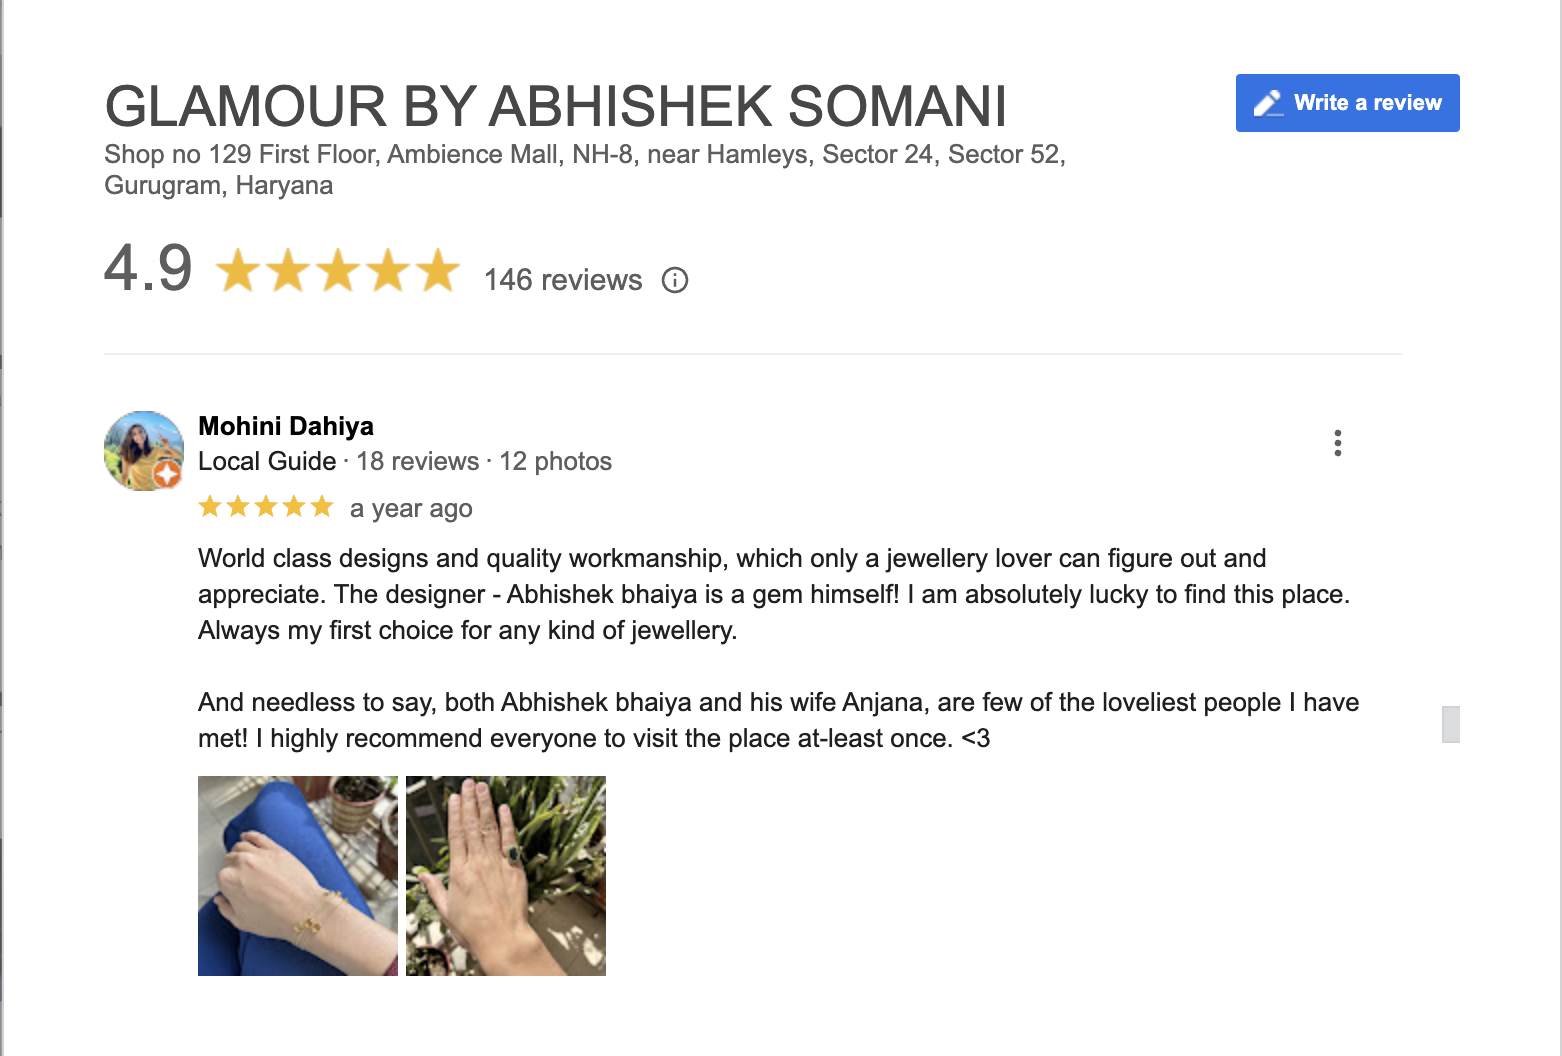 GLAMOUR BY ABHISHEK SOMANI
Write a review
Shop no 129 First Floor, Ambience Mall, NH-8, near Hamleys, Sector 24, Sector 52,
Gurugram, Haryana
4.9 146 reviews
Mohini Dahiya
Local Guide · 18 reviews · 12 photos
a year ago
World class designs and quality workmanship, which only a jewellery lover can figure out and
appreciate. The designer - Abhishek bhaiya is a gem himself! I am absolutely lucky to find this place.
Always my first choice for any kind of jewellery.
And needless to say, both Abhishek bhaiya and his wife Anjana, are few of the loveliest people I have
met! I highly recommend everyone to visit the place at-least once. <3